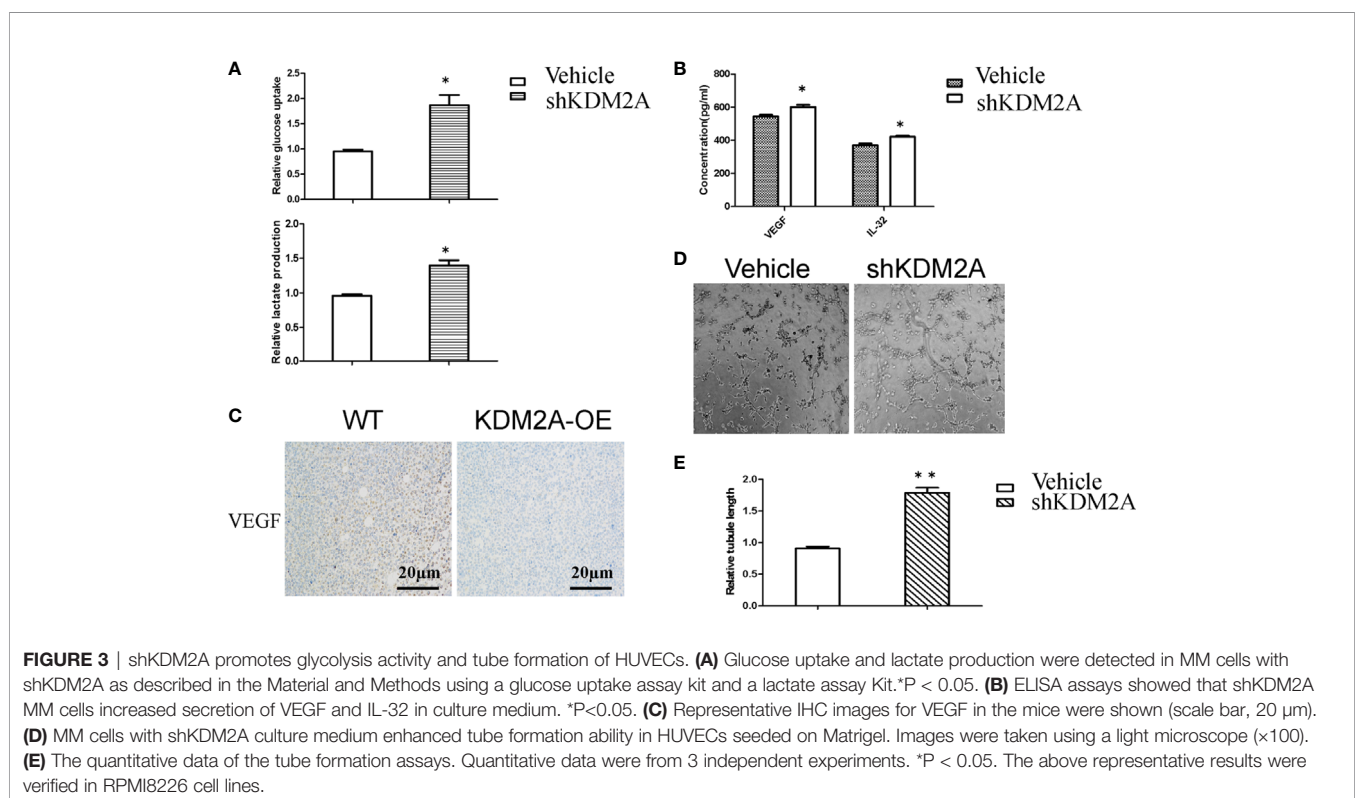 A
2.5
2.0
1.5
1.0
0.5
0.0
Relative glucose uptake
*
Vehicle
shKDM2A
2.0
1.5
1.0
0.5
0.0
Relative lactate production
*
B
800
600
400
200
0
Concentration(pg/ml)
*
*
VEGF
IL-32
Vehicle
shKDM2A
C
WT
KDM2A-OE
VEGF
20μm
20μm
D
Vehicle
shKDM2A
E
2.0
1.5
1.0
0.5
0.0
Relative tubule length
**
Vehicle
shKDM2A
FIGURE 3 | shKDM2A promotes glycolysis activity and tube formation of HUVECs. (A) Glucose uptake and lactate production were detected in MM cells with
shKDM2A as described in the Material and Methods using a glucose uptake assay kit and a lactate assay Kit.*P < 0.05. (B) ELISA assays showed that shKDM2A
MM cells increased secretion of VEGF and IL-32 in culture medium. *P<0.05. (C) Representative IHC images for VEGF in the mice were shown (scale bar, 20 μm).
(D) MM cells with shKDM2A culture medium enhanced tube formation ability in HUVECs seeded on Matrigel. Images were taken using a light microscope (×100).
(E) The quantitative data of the tube formation assays. Quantitative data were from 3 independent experiments. *P < 0.05. The above representative results were
verified in RPMI8226 cell lines.